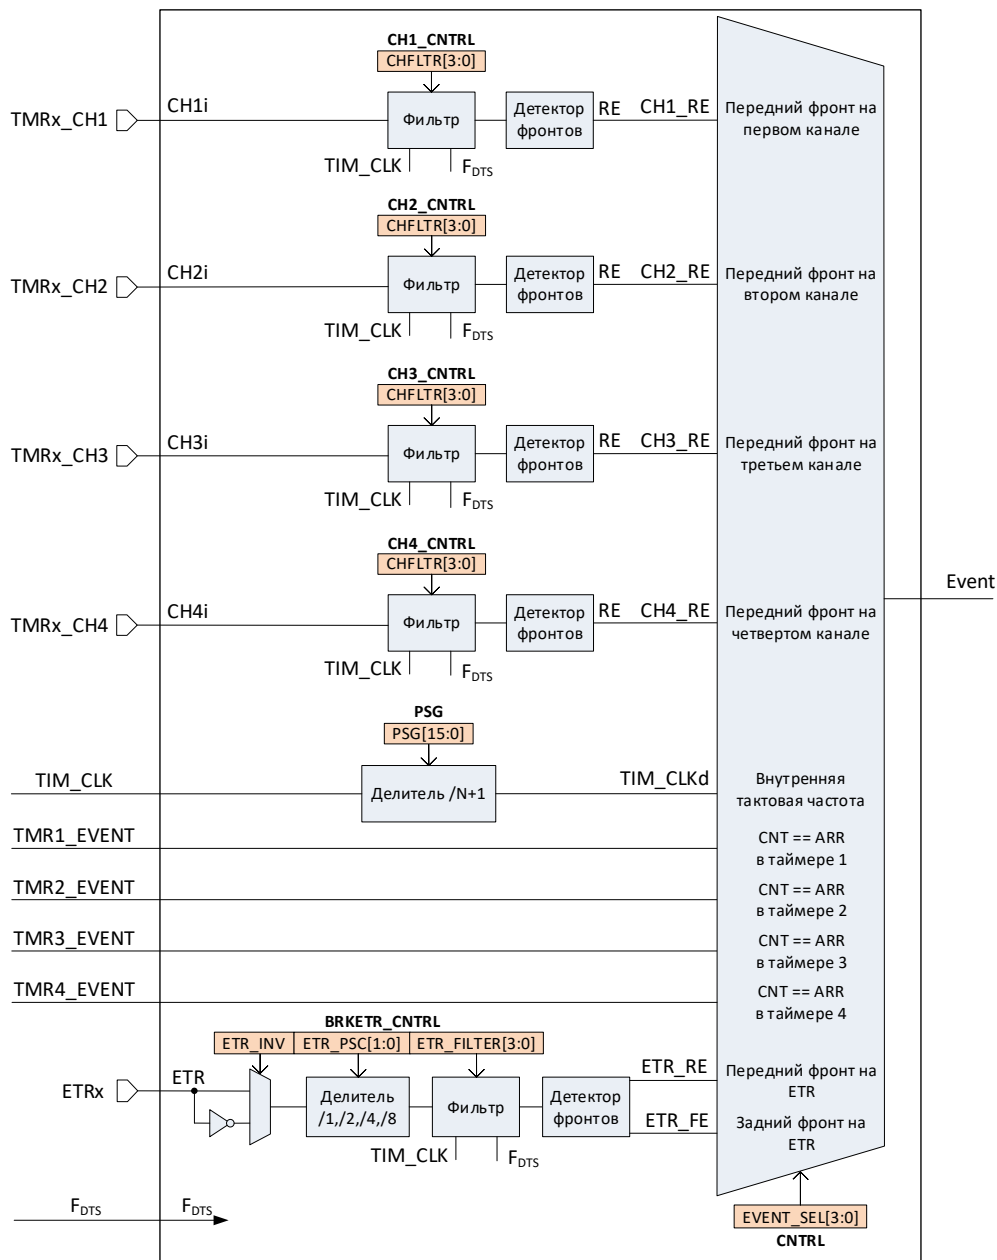 CH1_CNTRL
CHFLTR[3:0]
TMRx_CH1
CH1i
Фильтр
Детектор
фронтов
RE
CH1_RE
Передний фронт на
первом канале
TIM_CLK
FDTS
CH2_CNTRL
CHFLTR[3:0]
TMRx_CH2
CH2i
Фильтр
Детектор
фронтов
RE
CH2_RE
Передний фронт на
втором канале
TIM_CLK
FDTS
CH3_CNTRL
CHFLTR[3:0]
TMRx_CH3
CH3i
Фильтр
Детектор
фронтов
RE
CH3_RE
Передний фронт на
третьем канале
TIM_CLK
FDTS
CH4_CNTRL
CHFLTR[3:0]
TMRx_CH4
CH4i
Фильтр
Детектор
фронтов
RE
CH4_RE
Передний фронт на
четвертом канале
TIM_CLK
FDTS
Event
PSG
PSG[15:0]
TIM_CLK
Делитель /N+1
TIM_CLKd
Внутренняя
тактовая частота
TMR1_EVENT
CNT == ARR
в таймере 1
TMR2_EVENT
CNT == ARR
в таймере 2
TMR3_EVENT
CNT == ARR
в таймере 3
TMR4_EVENT
CNT == ARR
в таймере 4
BRKETR_CNTRL
ETR_INV
ETR_PSC[1:0]
ETR_FILTER[3:0]
ETRx
ETR
Делитель
/1,/2,/4,/8
Фильтр
Детектор
фронтов
ETR_RE
Передний фронт на
ETR
ETR_FE
Задний фронт на
ETR
TIM_CLK
FDTS
FDTS
FDTS
EVENT_SEL[3:0]
CNTRL